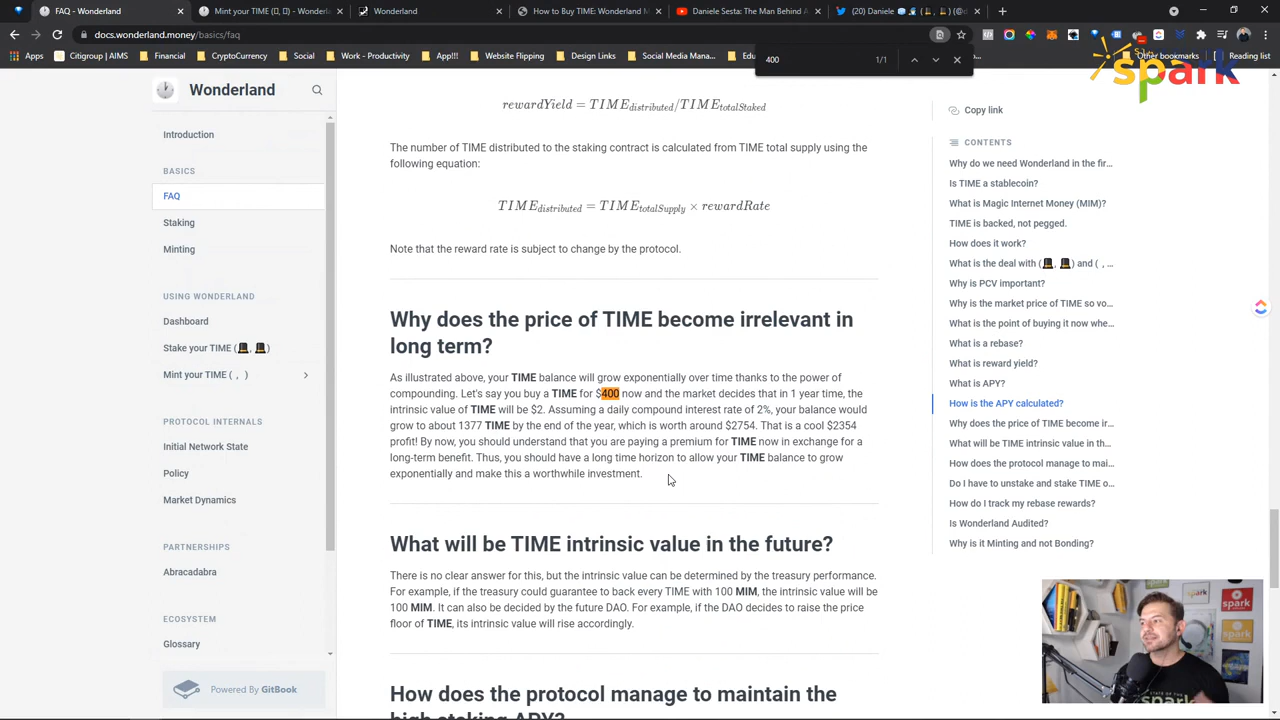 FAQ - Wonderland
Mint your TIME (
Wonderland
How to Buy TIME Wonderland
Daniele Sesta: The Man Behind
docs.wonderland.money/basics/faq
Apps
Citigroup | AIMS
Financial
CryptoCurrency
Social
Design Links
Social Media Mana...
Other bookmarks
Reading list
400
1/1
spark
Wonderland
Introduction
BASICS
FAQ
Staking
Minting
USING WONDERLAND
Dashboard
Stake your TIME (🎩, 🎩)
Mint your TIME ( , )
PROTOCOL INTERNALS
Initial Network State
Policy
Market Dynamics
PARTNERSHIPS
Abracadabra
ECOSYSTEM
Glossary
Powered By GitBook
rewardYield = TIMEdistributed/TIMEtotalStaked
The number of TIME distributed to the staking contract is calculated from TIME total supply using the
following equation:
TIMEdistributed = TIMEtotalSupply × rewardRate
Note that the reward rate is subject to change by the protocol.
Why does the price of TIME become irrelevant in
long term?
As illustrated above, your TIME balance will grow exponentially over time thanks to the power of
compounding. Let's say you buy a TIME for $400 now and the market decides that in 1 year time, the
intrinsic value of TIME will be $2. Assuming a daily compound interest rate of 2%, your balance would
grow to about 1377 TIME by the end of the year, which is worth around $2754. That is a cool $2354
profit! By now, you should understand that you are paying a premium for TIME now in exchange for a
long-term benefit. Thus, you should have a long time horizon to allow your TIME balance to grow
exponentially and make this a worthwhile investment.
What will be TIME intrinsic value in the future?
There is no clear answer for this, but the intrinsic value can be determined by the treasury performance.
For example, if the treasury could guarantee to back every TIME with 100 MIM, the intrinsic value will be
100 MIM. It can also be decided by the future DAO. For example, if the DAO decides to raise the price
floor of TIME, its intrinsic value will rise accordingly.
How does the protocol manage to maintain the
high staking APY?
Copy link
CONTENTS
Why do we need Wonderland in the fir...
Is TIME a stablecoin?
What is Magic Internet Money (MIM)?
TIME is backed, not pegged.
How does it work?
What is the deal with (🎩, 🎩) and ( , ...
Why is PCV important?
Why is the market price of TIME so vo...
What is the point of buying it now whe...
What is a rebase?
What is reward yield?
What is APY?
How is the APY calculated?
Why does the price of TIME become ir...
What will be TIME intrinsic value in th...
How does the protocol manage to mai...
Do I have to unstake and stake TIME o...
How do I track my rebase rewards?
Is Wonderland Audited?
Why is it Minting and not Bonding?
spark